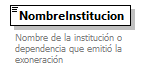 NombreInstitucion
Nombre de la institución o
dependencia que emitió la
exoneración